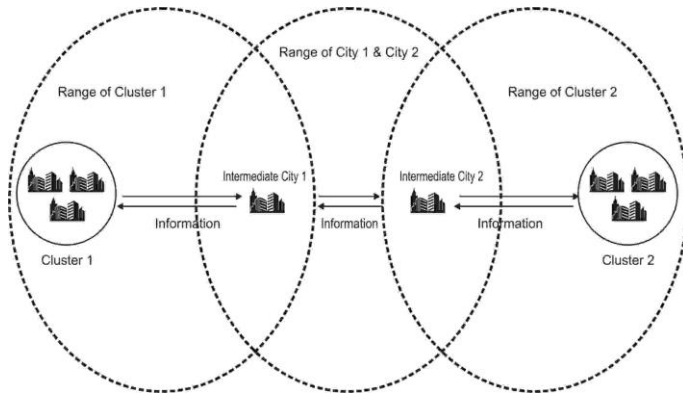 Range of City 1 & City 2
Range of Cluster 1
Range of Cluster 2
Intermediate City 1
Intermediate City 2
Information
Information
Information
Cluster 1
Cluster 2